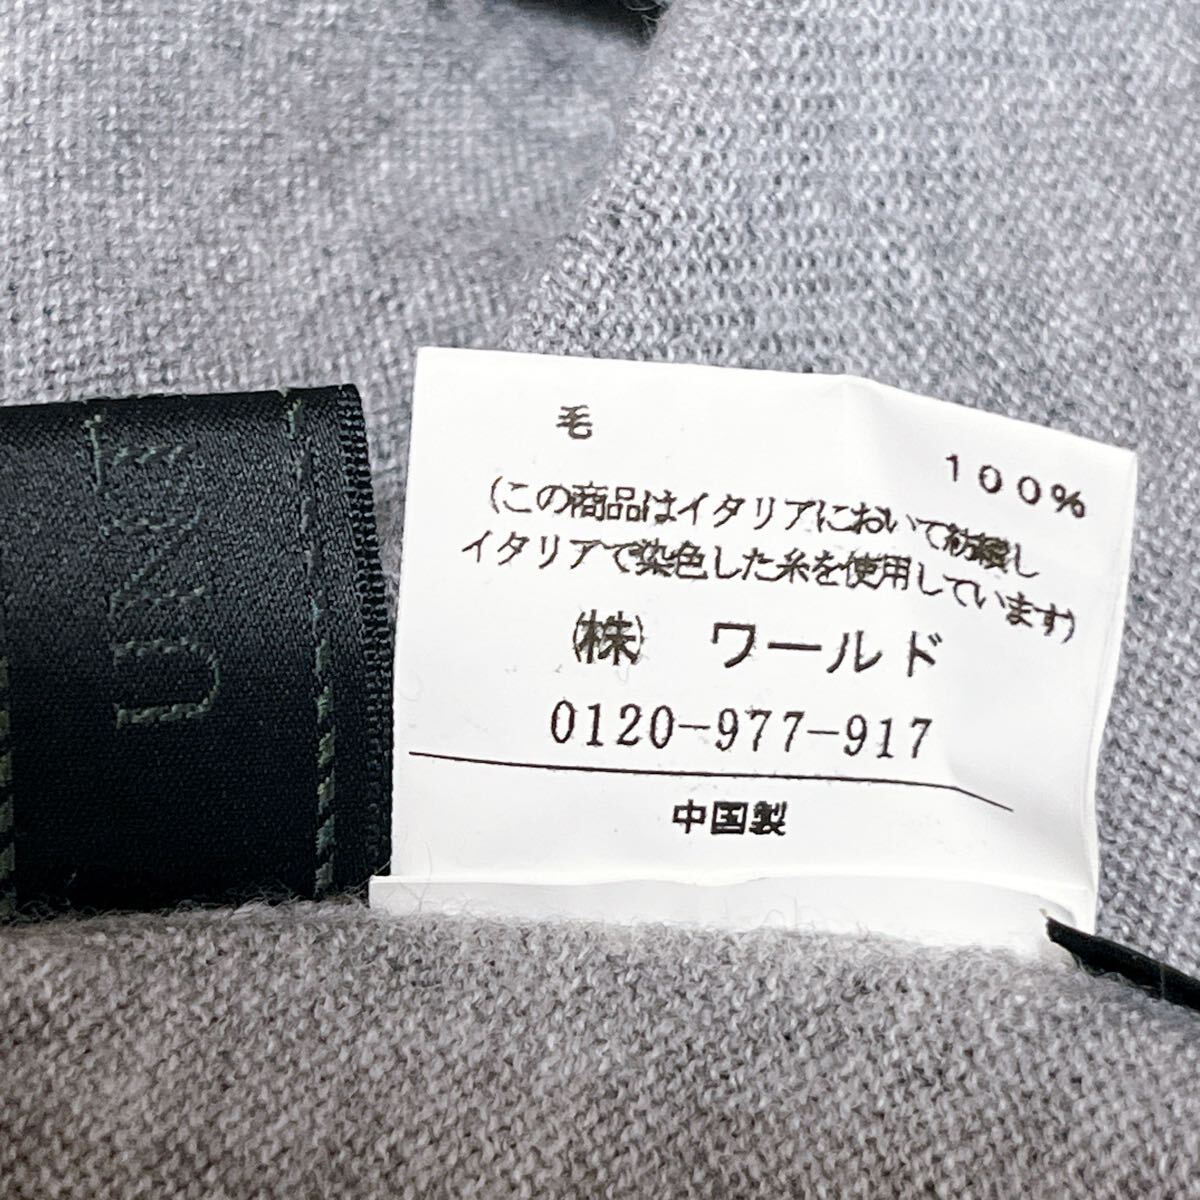 毛
100%
(この商品はイタリアにおいて紡績し
イタリアで染色した糸を使用しています)
(株) ワールド
0120-977-917
中国製